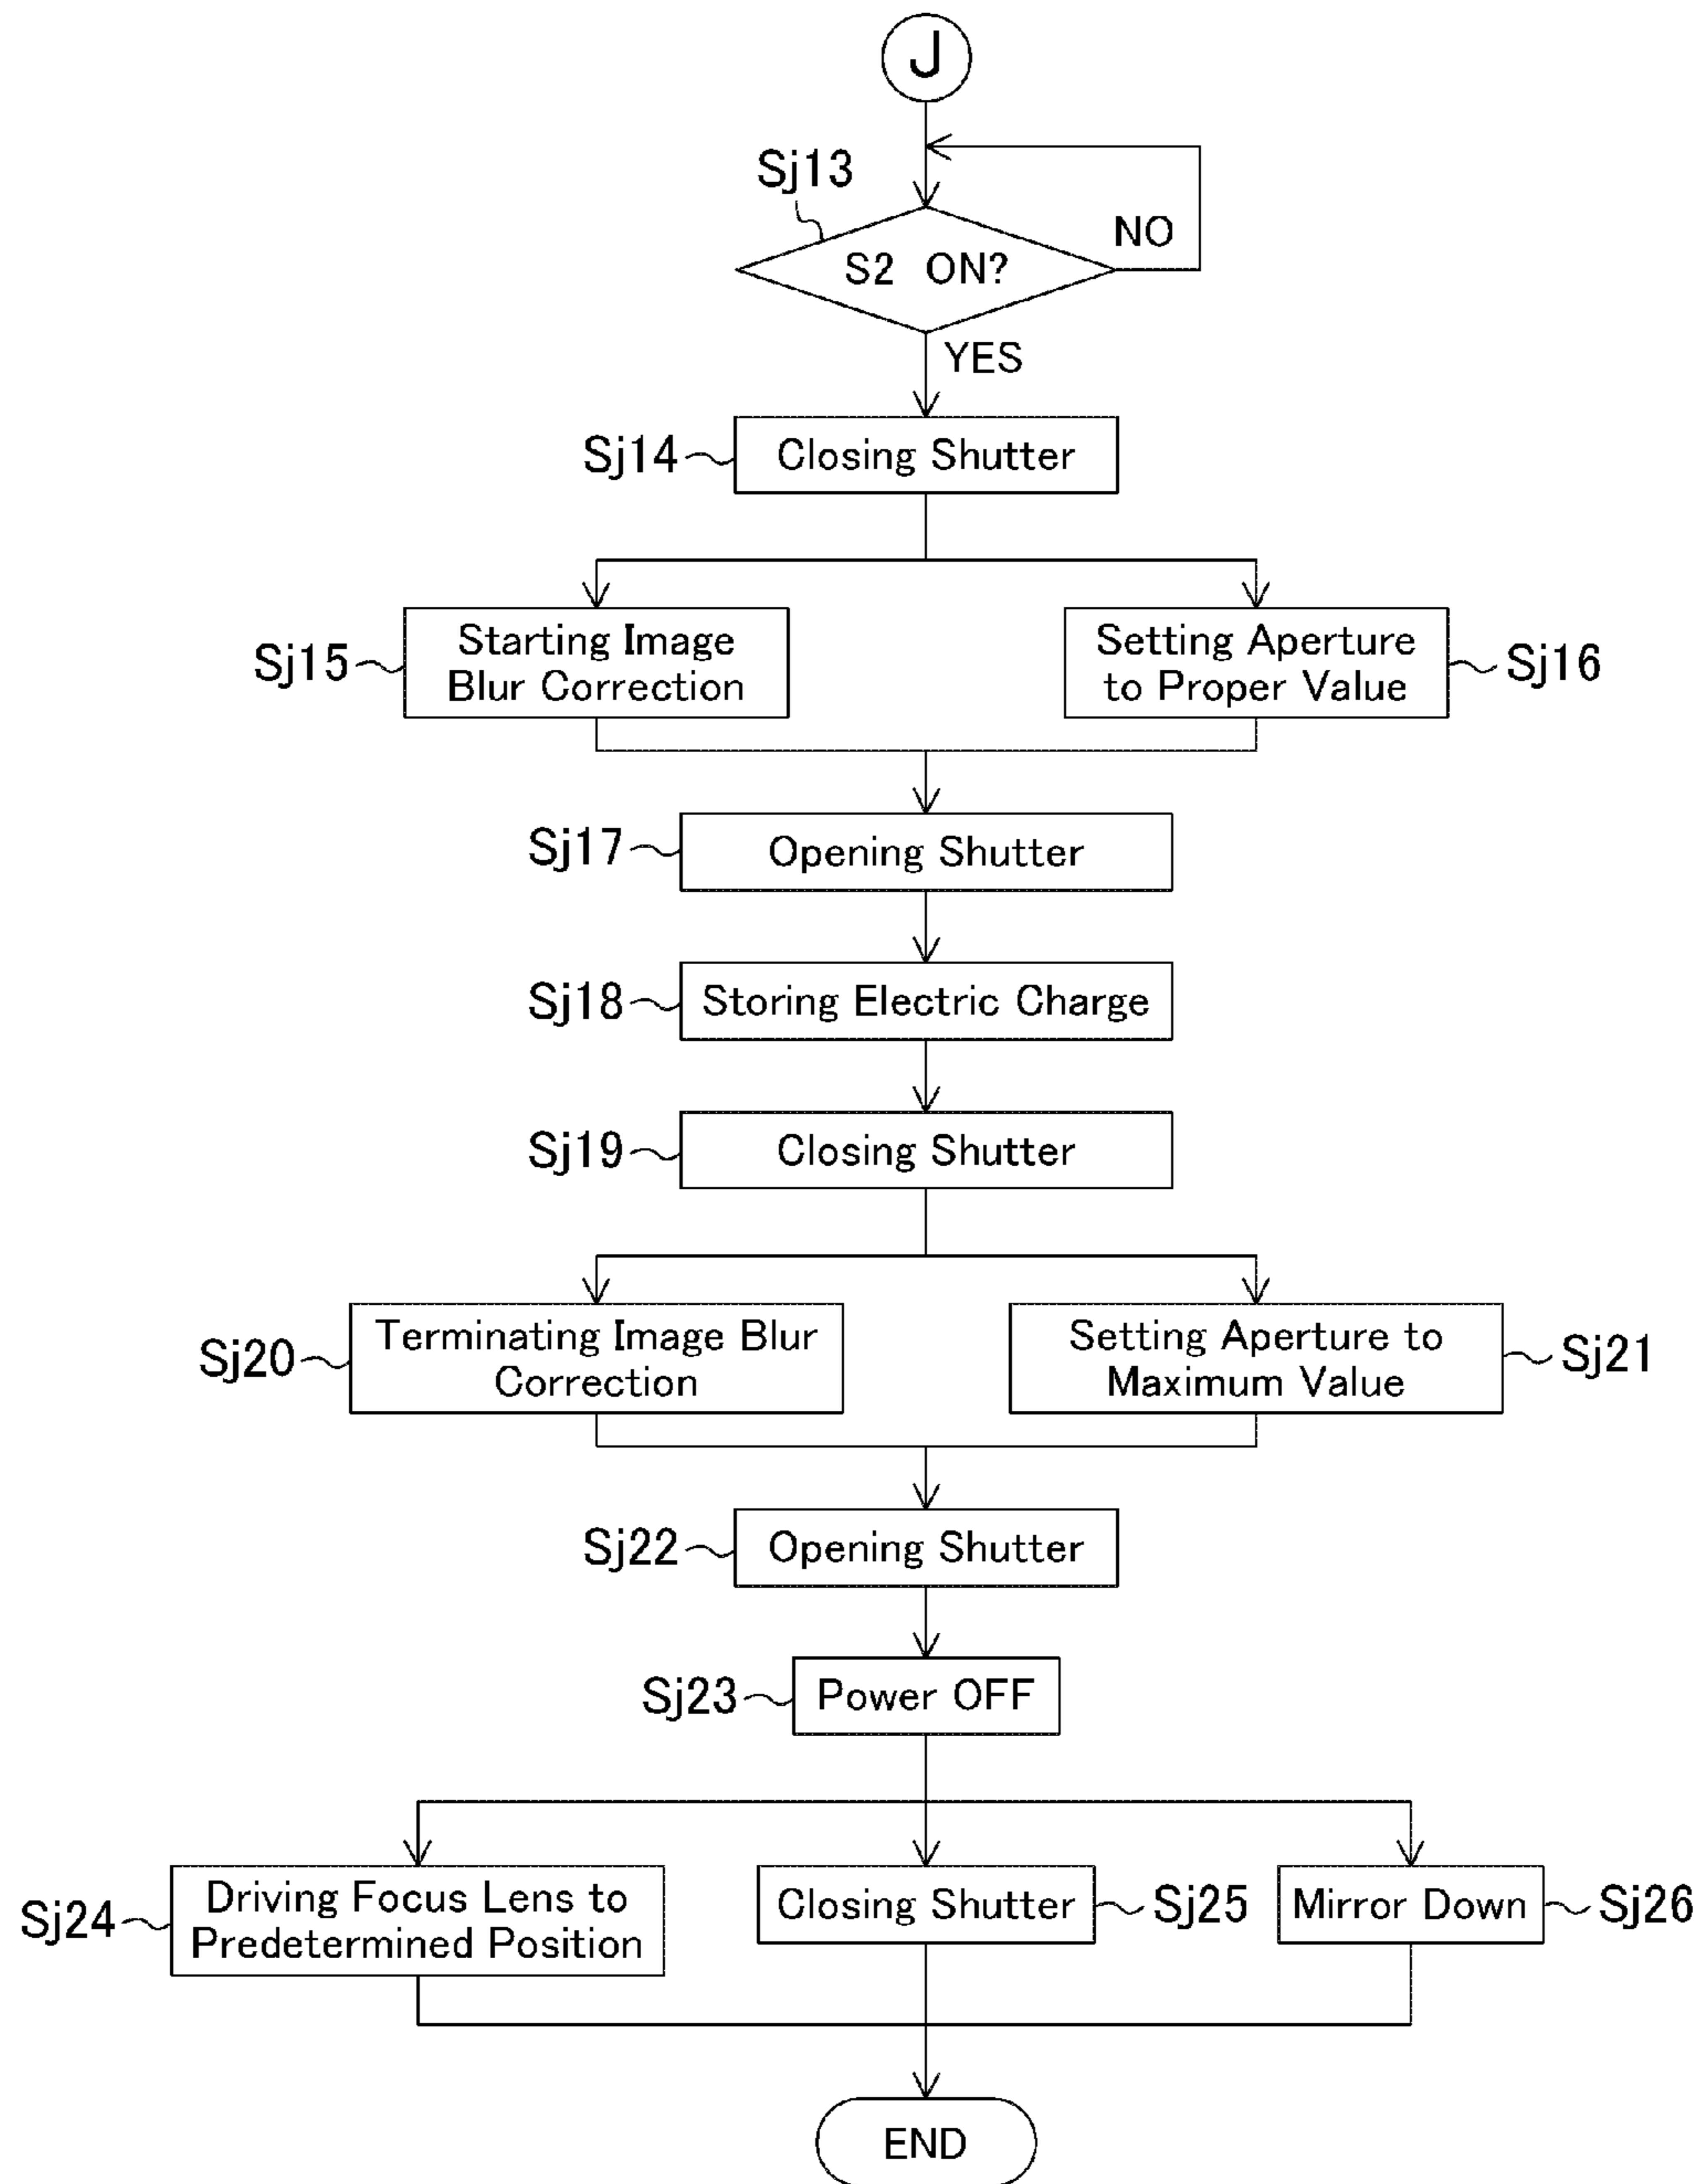 J
Sj13
S2 ON?
NO
YES
Sj14
Closing Shutter
Sj15
Starting Image
Blur Correction
Setting Aperture
to Proper Value
Sj16
Sj17
Opening Shutter
Sj18
Storing Electric Charge
Sj19
Closing Shutter
Sj20
Terminating Image Blur
Correction
Setting Aperture to
Maximum Value
Sj21
Sj22
Opening Shutter
Sj23
Power OFF
Sj24
Driving Focus Lens to
Predetermined Position
Closing Shutter
Sj25
Mirror Down
Sj26
END